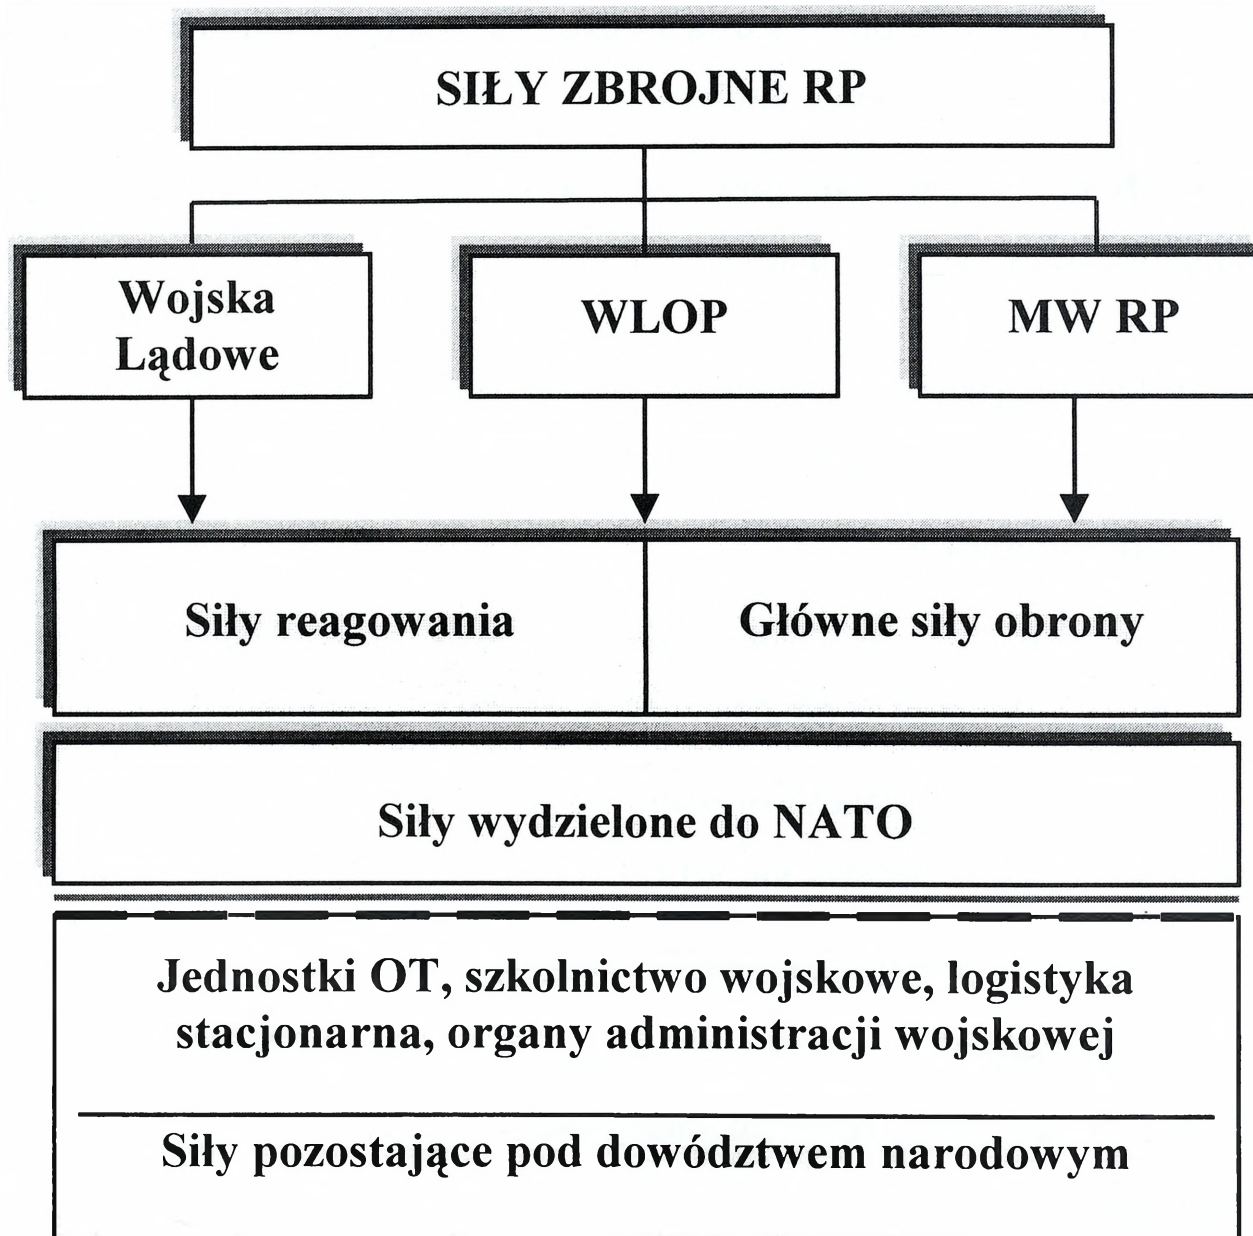 SIŁY ZBROJNE RP
Wojska
Lądowe
WLOP
MW RP
Siły reagowania
Główne siły obrony
Siły wydzielone do NATO
Jednostki OT, szkolnictwo wojskowe, logistyka
stacjonarna, organy administracji wojskowej
Siły pozostające pod dowództwem narodowym